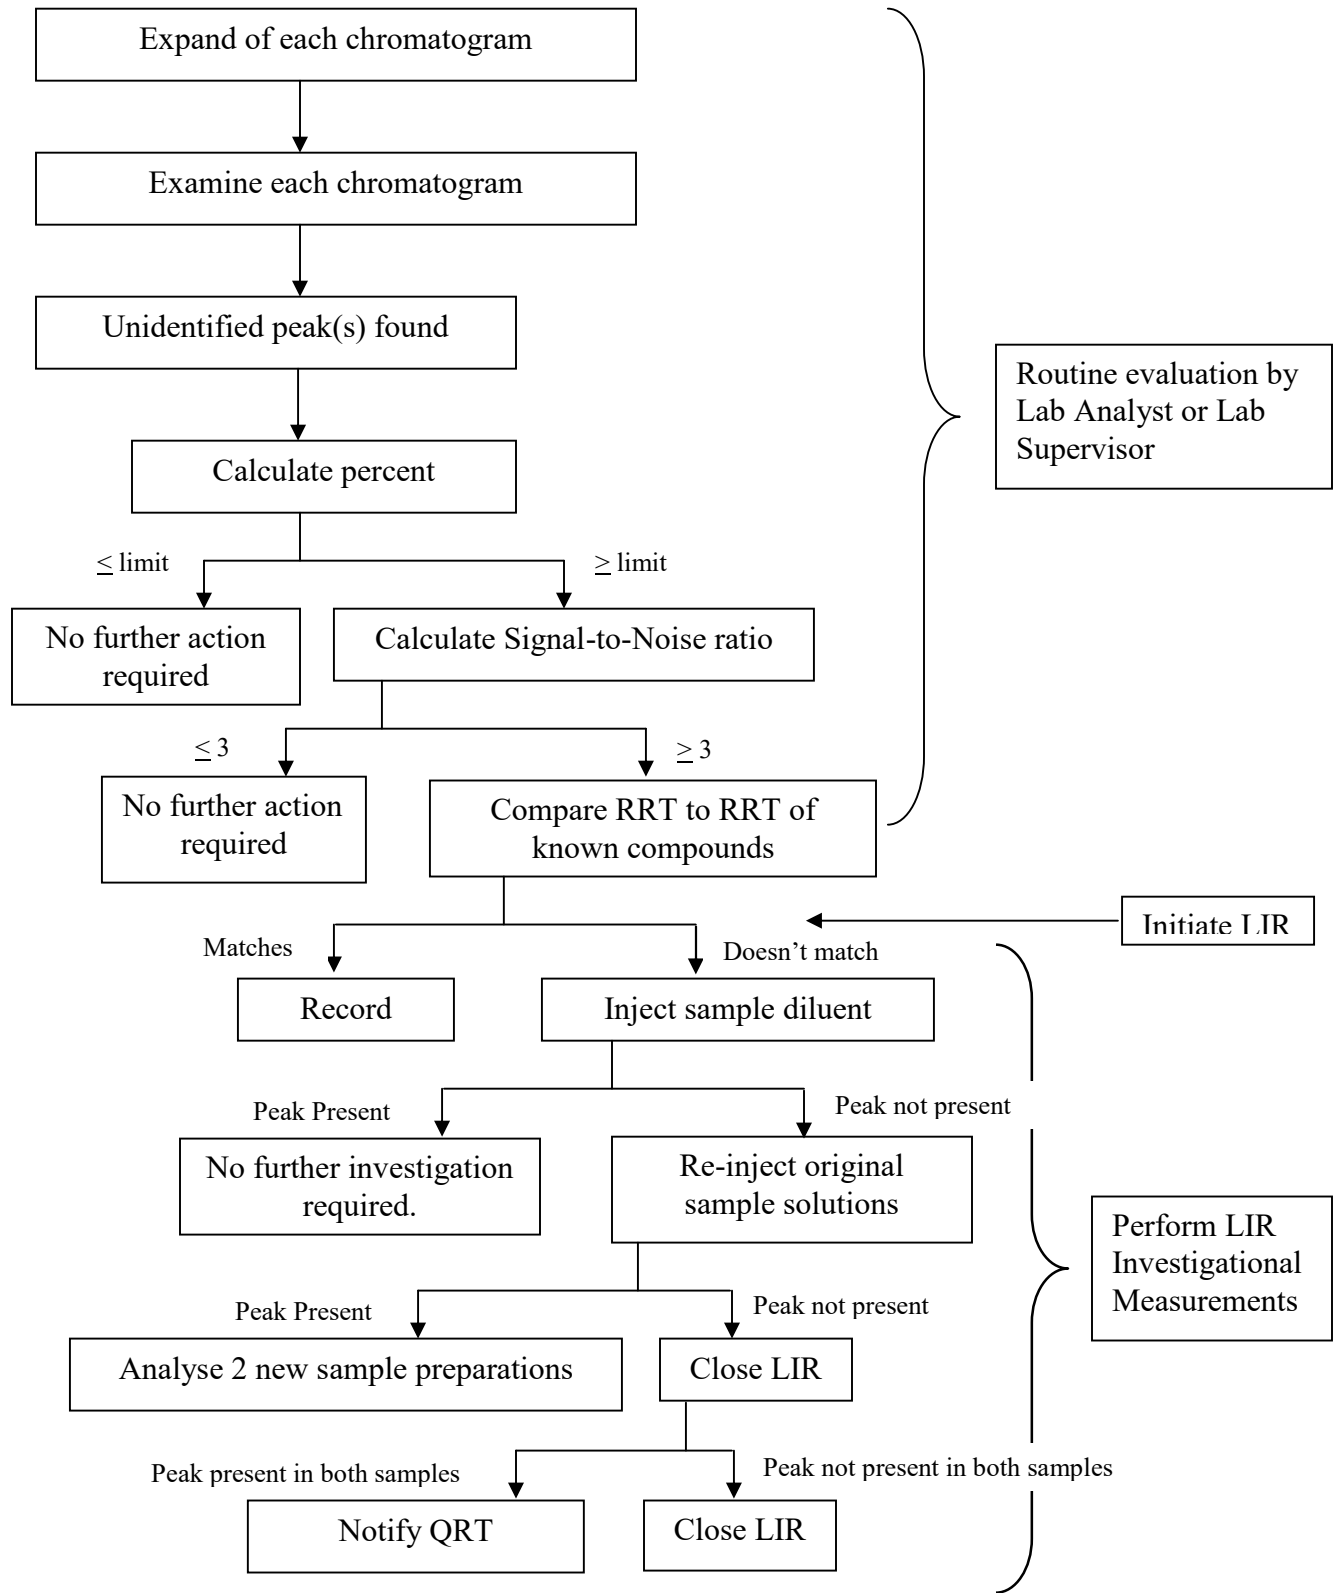 Expand of each chromatogram
Examine each chromatogram
Unidentified peak(s) found
Routine evaluation by
Lab Analyst or Lab
Supervisor
Calculate percent
≤ limit
≥ limit
No further action
required
Calculate Signal-to-Noise ratio
≤ 3
≥ 3
No further action
required
Compare RRT to RRT of
known compounds
Initiate LIR
Matches
Doesn’t match
Record
Inject sample diluent
Peak Present
Peak not present
No further investigation
required.
Re-inject original
sample solutions
Perform LIR
Investigational
Measurements
Peak Present
Peak not present
Analyse 2 new sample preparations
Close LIR
Peak present in both samples
Peak not present in both samples
Notify QRT
Close LIR